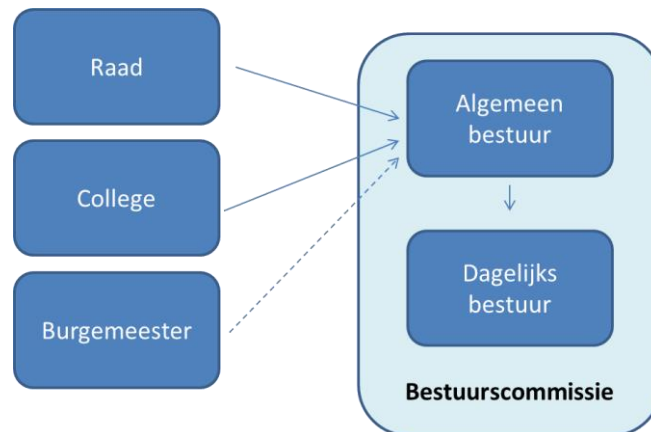 Raad
College
Burgemeester
Algemeen
bestuur
Dagelijks
bestuur
Bestuurscommissie